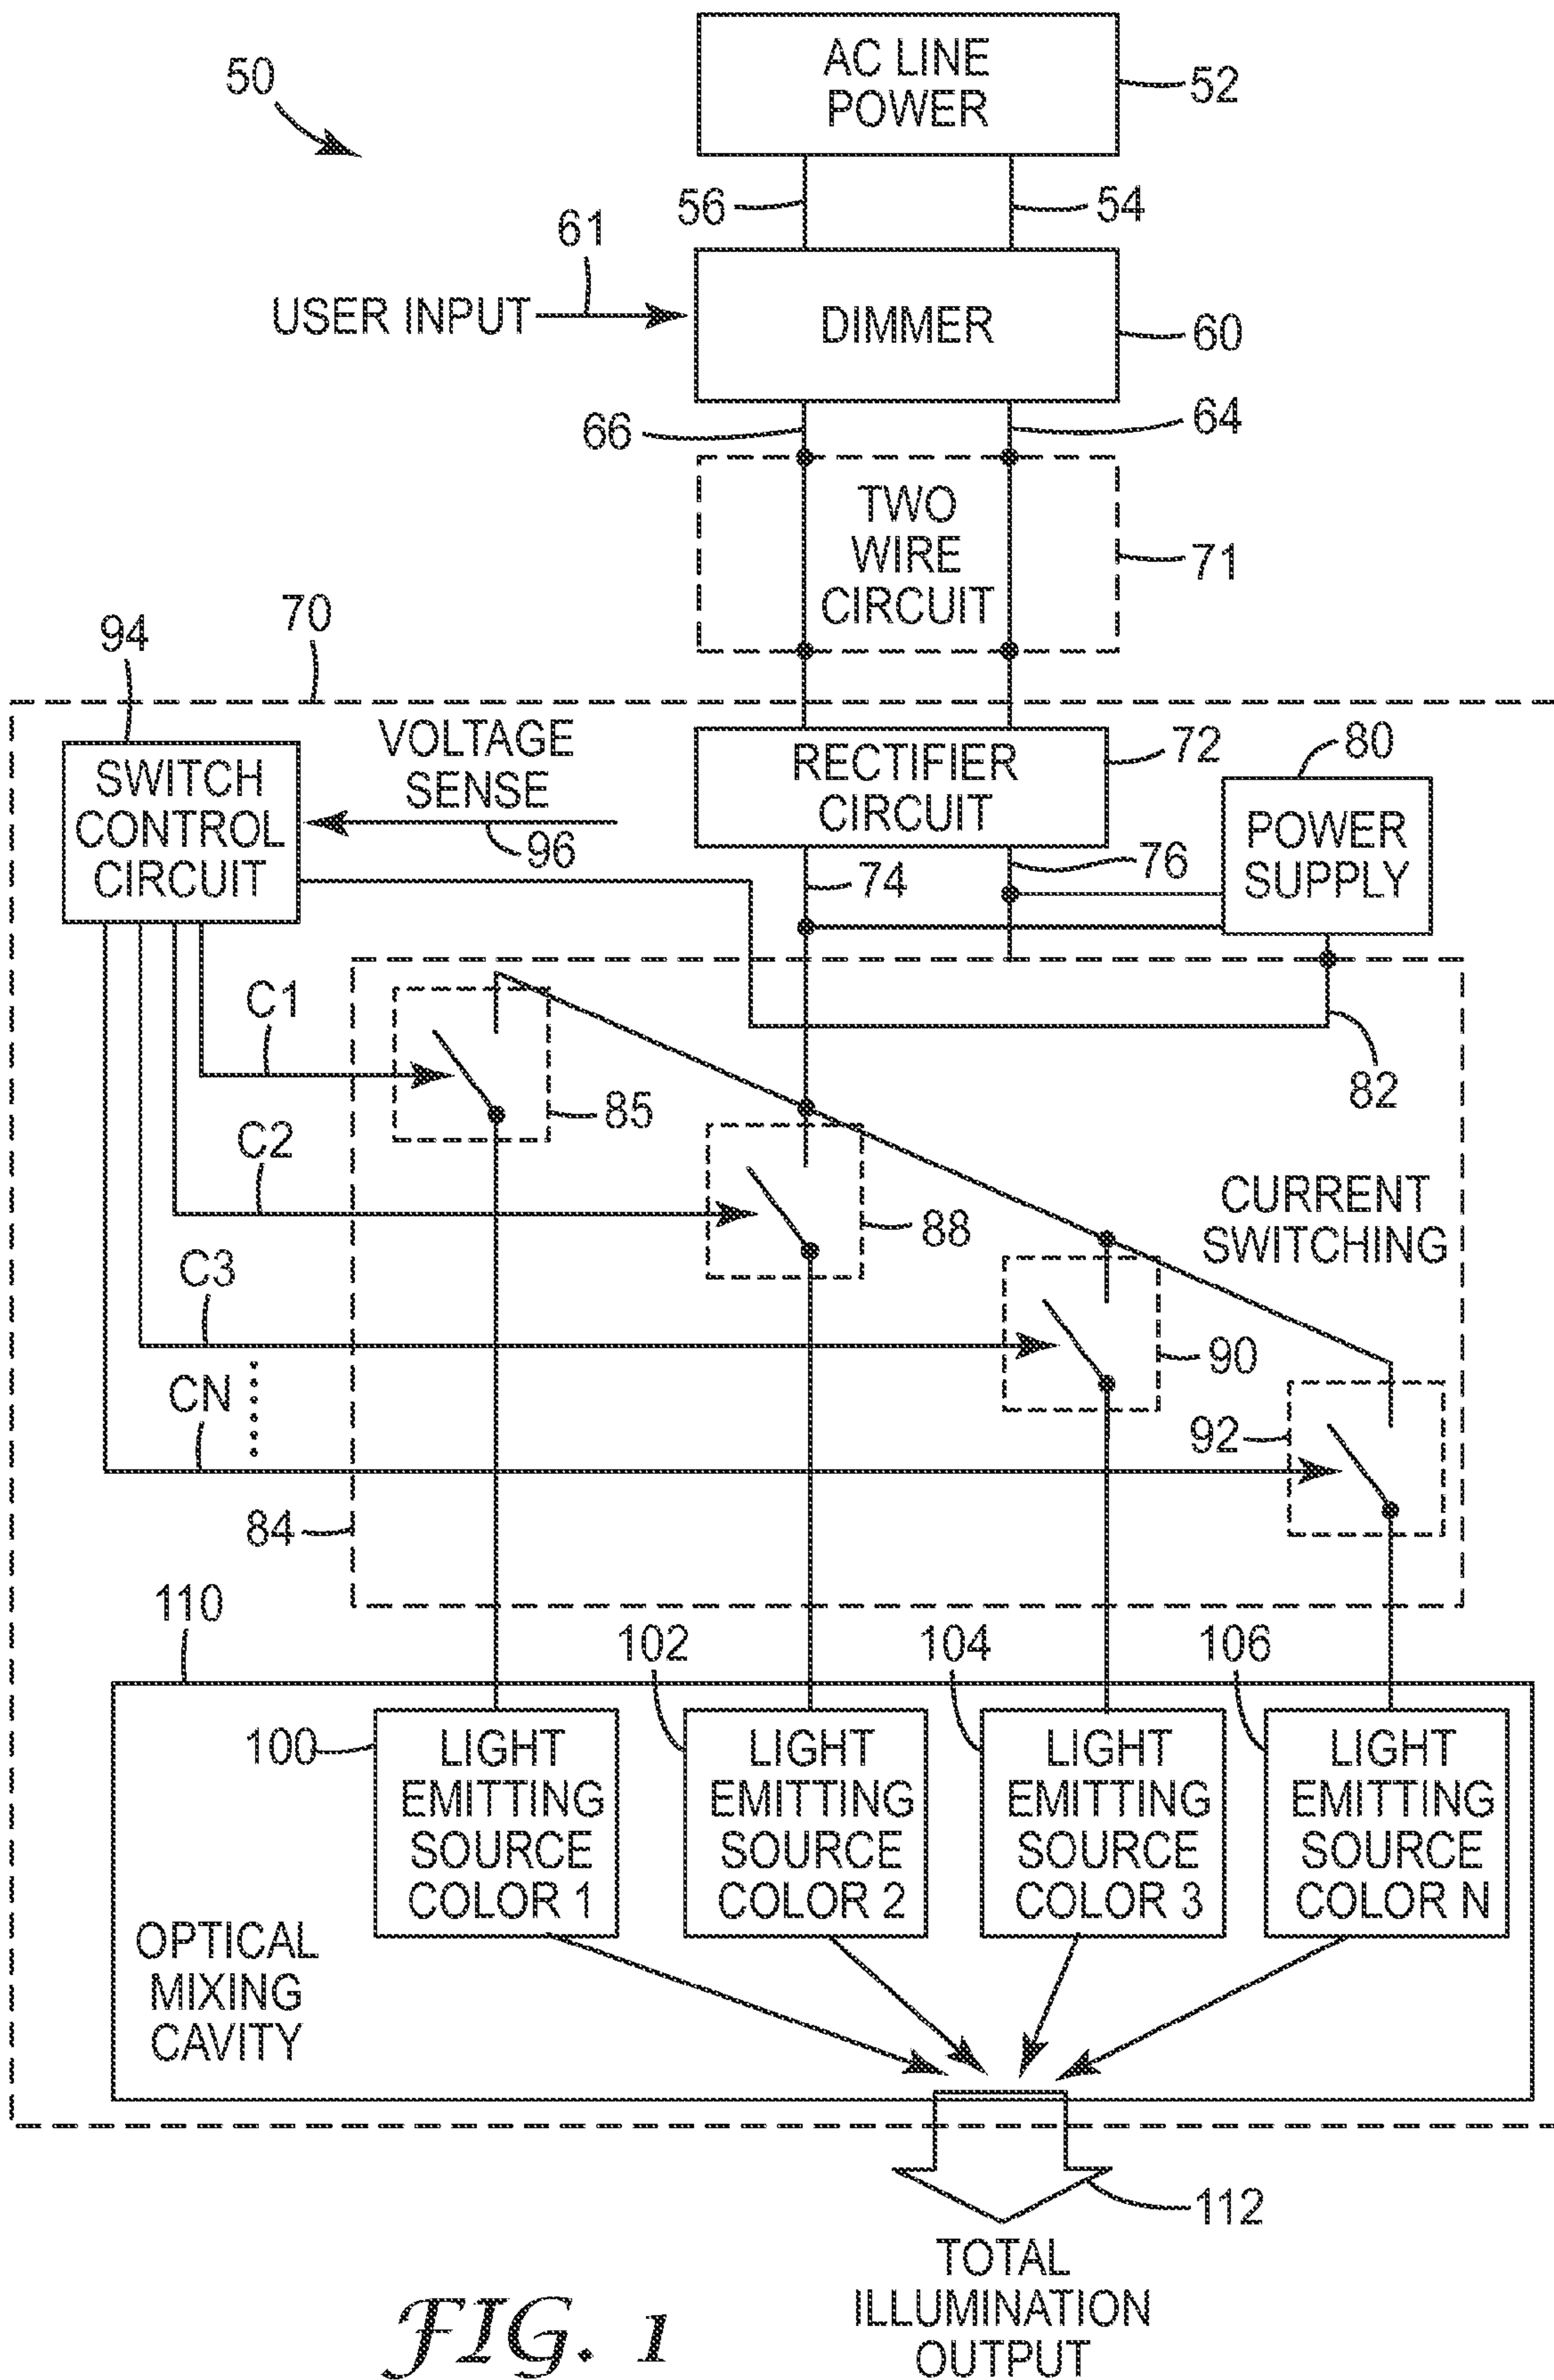 50
AC LINE
POWER
52
56
54
61
USER INPUT
DIMMER
60
66
64
TWO
WIRE
CIRCUIT
71
70
94
VOLTAGE
SENSE
96
SWITCH
CONTROL
CIRCUIT
RECTIFIER
CIRCUIT
72
80
POWER
SUPPLY
74
76
82
C1
85
C2
88
CURRENT
SWITCHING
C3
90
CN
92
84
110
102
104
106
100
LIGHT
EMITTING
SOURCE
COLOR 1
LIGHT
EMITTING
SOURCE
COLOR 2
LIGHT
EMITTING
SOURCE
COLOR 3
LIGHT
EMITTING
SOURCE
COLOR N
OPTICAL
MIXING
CAVITY
112
TOTAL
ILLUMINATION
OUTPUT
FIG. 1